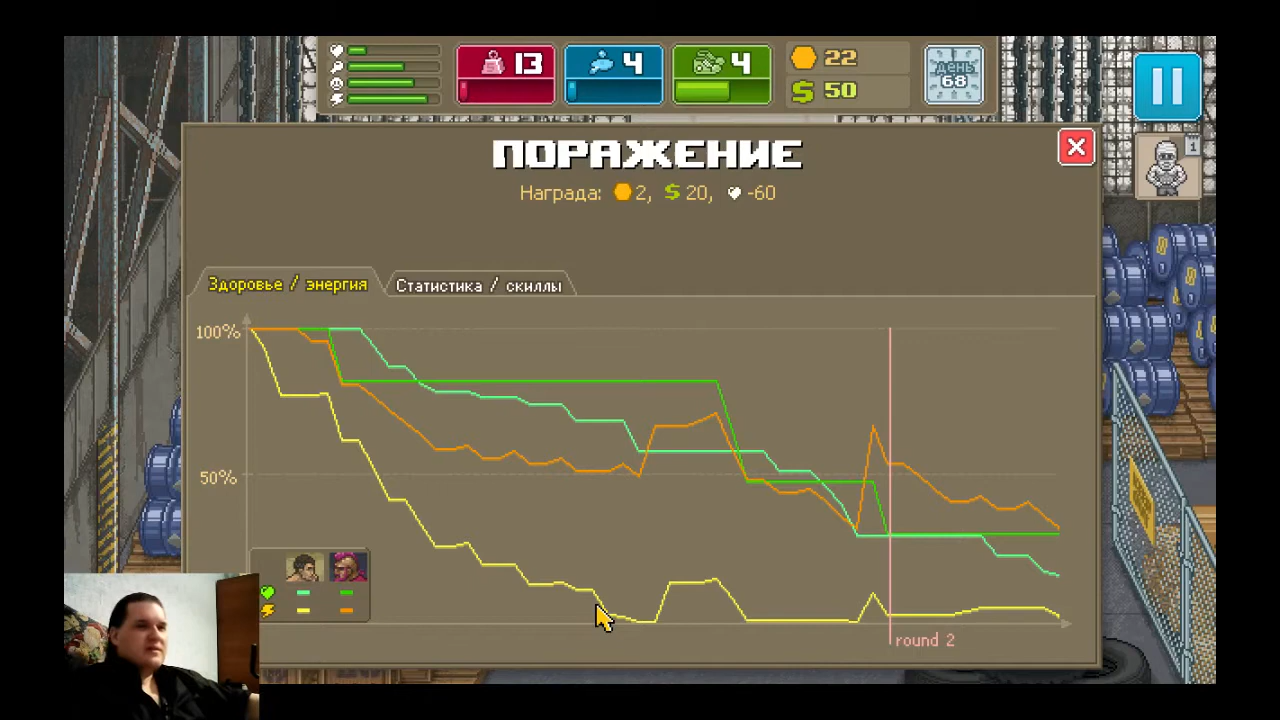 13
4
4
22
50
день
68
1
ПОРАЖЕНИЕ
Награда: 2, $ 20, -60
Здоровье / энергия
Статистика / скиллы
100%
50%
round 2